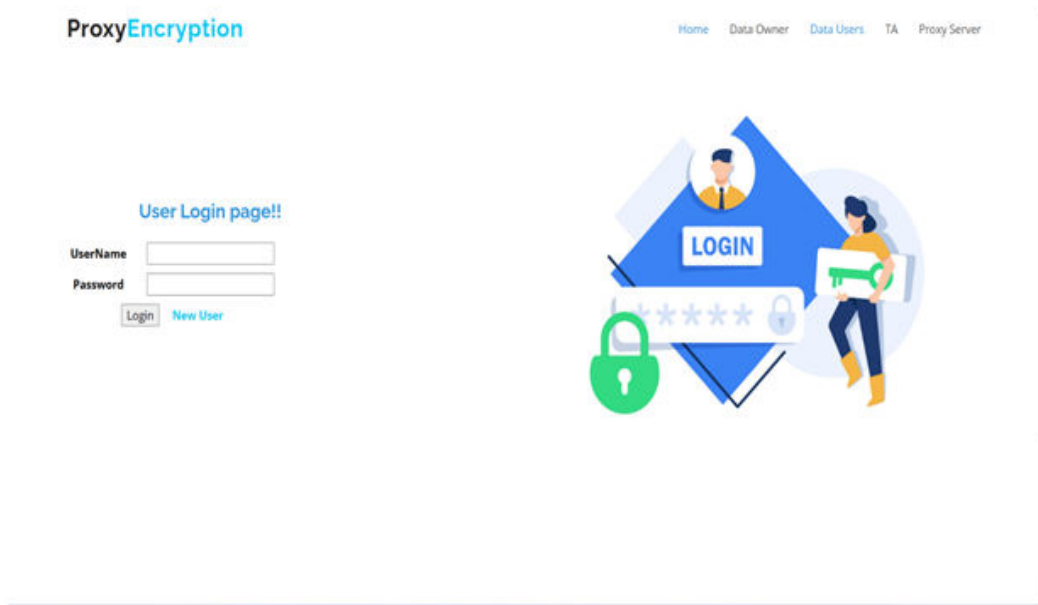 ProxyEncryption
Home Data Owner Data Users TA Proxy Server
User Login page!!
UserName
Password
Login New User
LOGIN
*****